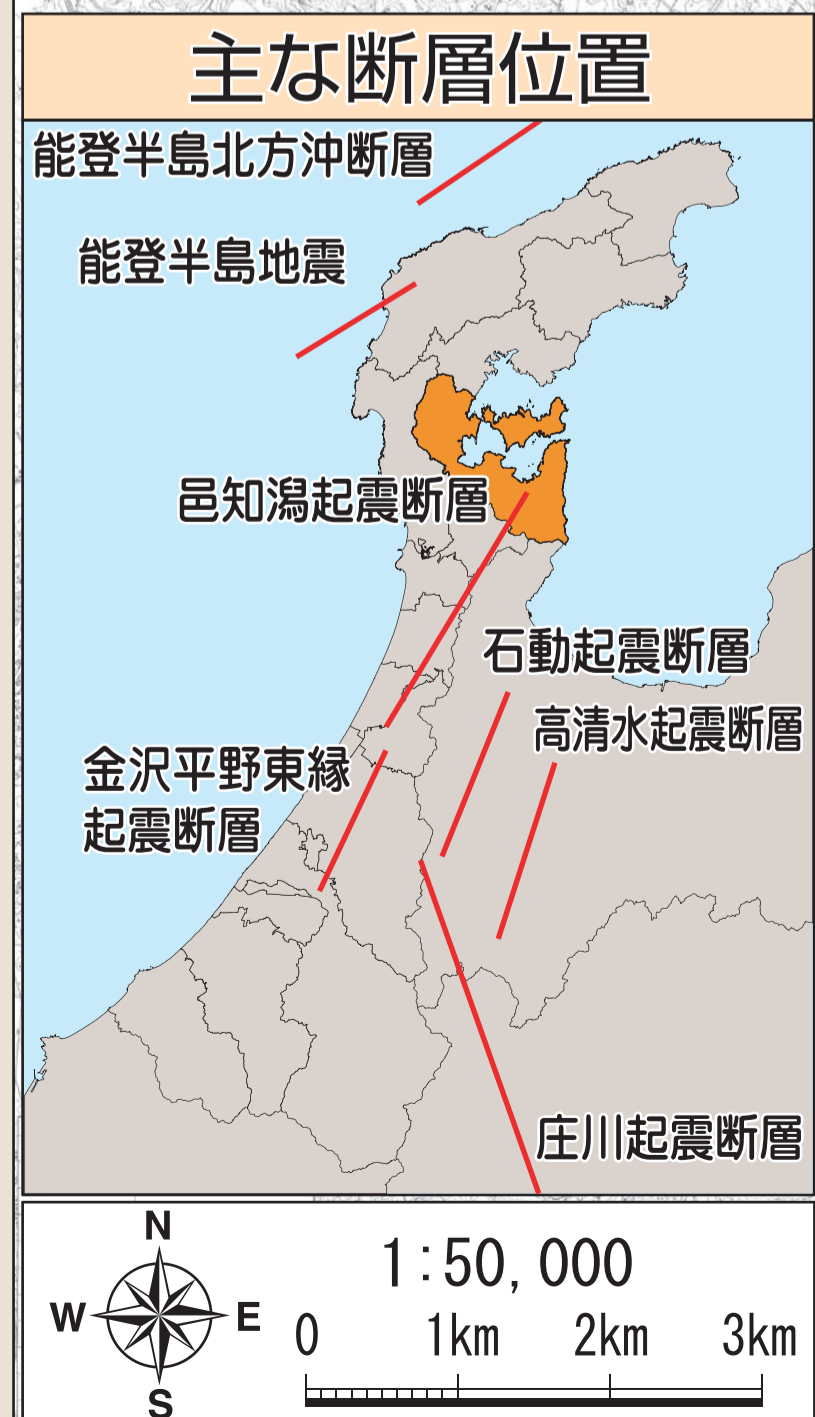 主な断層位置
能登半島北方沖断層
能登半島地震
邑知潟起震断層
石動起震断層
高清水起震断層
金沢平野東縁
起震断層
庄川起震断層
N
W E
S
1:50,000
0 1km 2km 3km